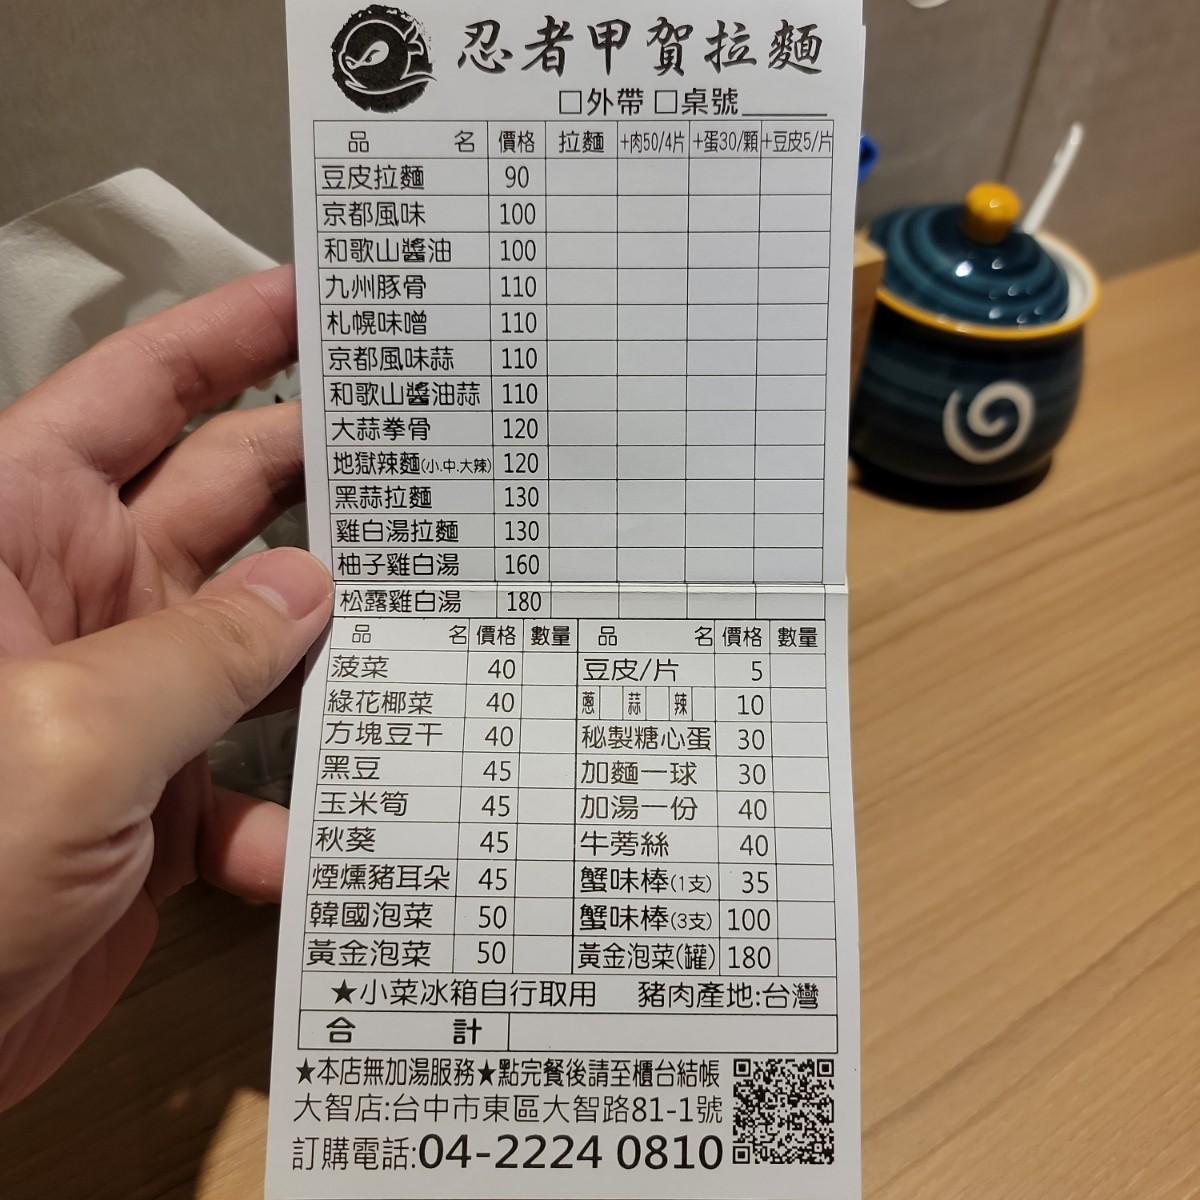 忍者甲賀拉麵
□外帶 □桌號______
品 名 價格 拉麵 +肉50/4片 +蛋30/顆 +豆皮5/片
豆皮拉麵 90
京都風味 100
和歌山醬油 100
九州豚骨 110
札幌味噌 110
京都風味蒜 110
和歌山醬油蒜 110
大蒜拳骨 120
地獄辣麵(小.中.大辣) 120
黑蒜拉麵 130
雞白湯拉麵 130
柚子雞白湯 160
松露雞白湯 180
品 名 價格 數量 品 名 價格 數量
菠菜 40 豆皮/片 5
綠花椰菜 40 蔥 蒜 辣 10
方塊豆干 40 秘製糖心蛋 30
黑豆 45 加麵一球 30
玉米筍 45 加湯一份 40
秋葵 45 牛蒡絲 40
煙燻豬耳朵 45 蟹味棒(1支) 35
韓國泡菜 50 蟹味棒(3支) 100
黃金泡菜 50 黃金泡菜(罐) 180
★小菜冰箱自行取用 豬肉產地:台灣
合 計
★本店無加湯服務★點完餐後請至櫃台結帳
大智店:台中市東區大智路81-1號
訂購電話:04-2224 0810